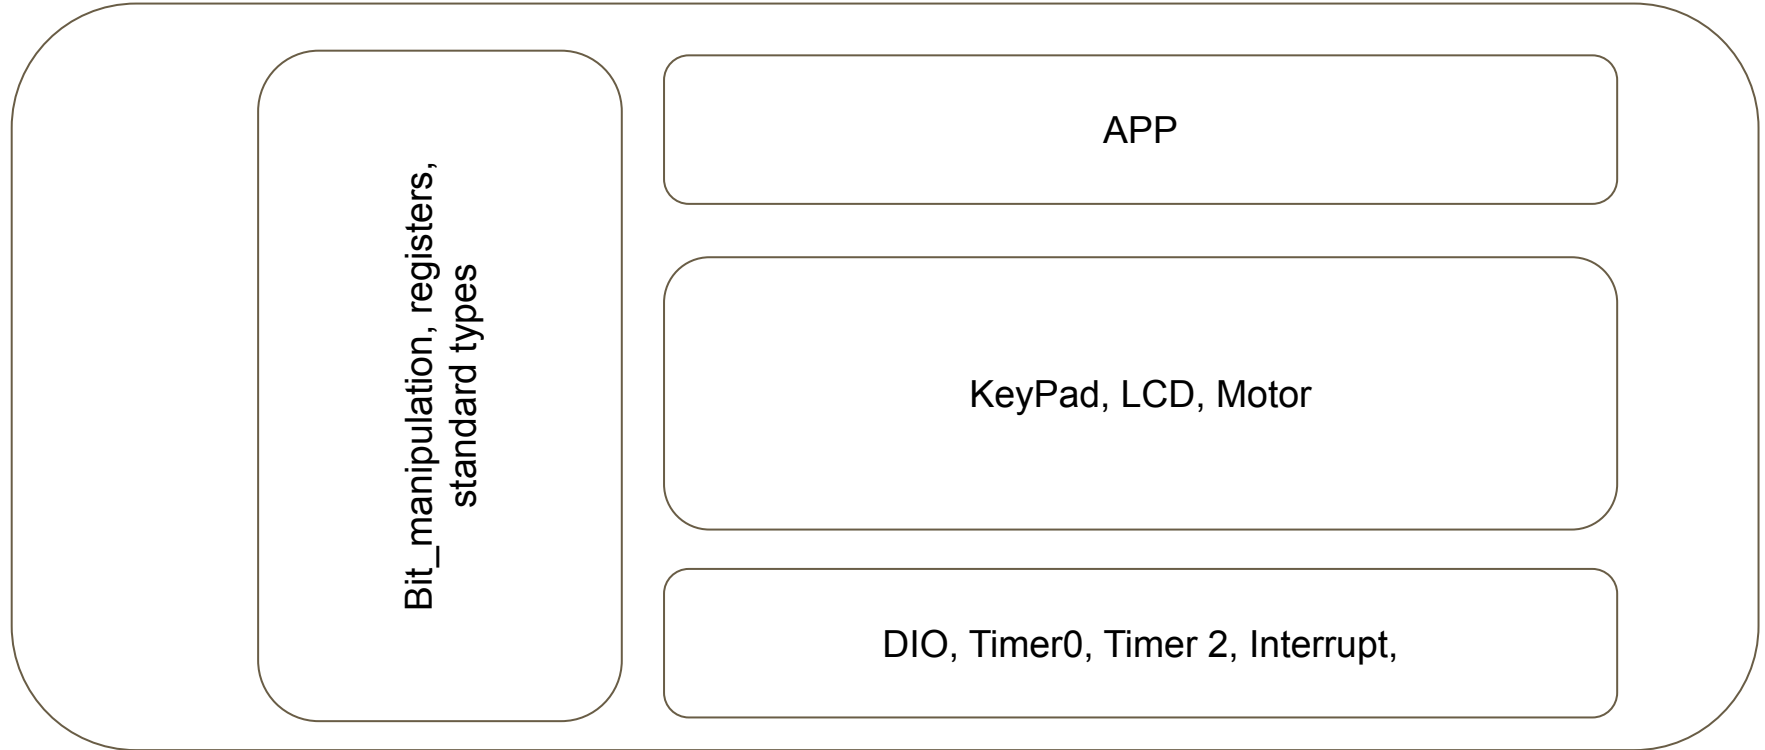 Bit_manipulation, registers,
standard types
APP
KeyPad, LCD, Motor
DIO, Timer0, Timer 2, Interrupt,